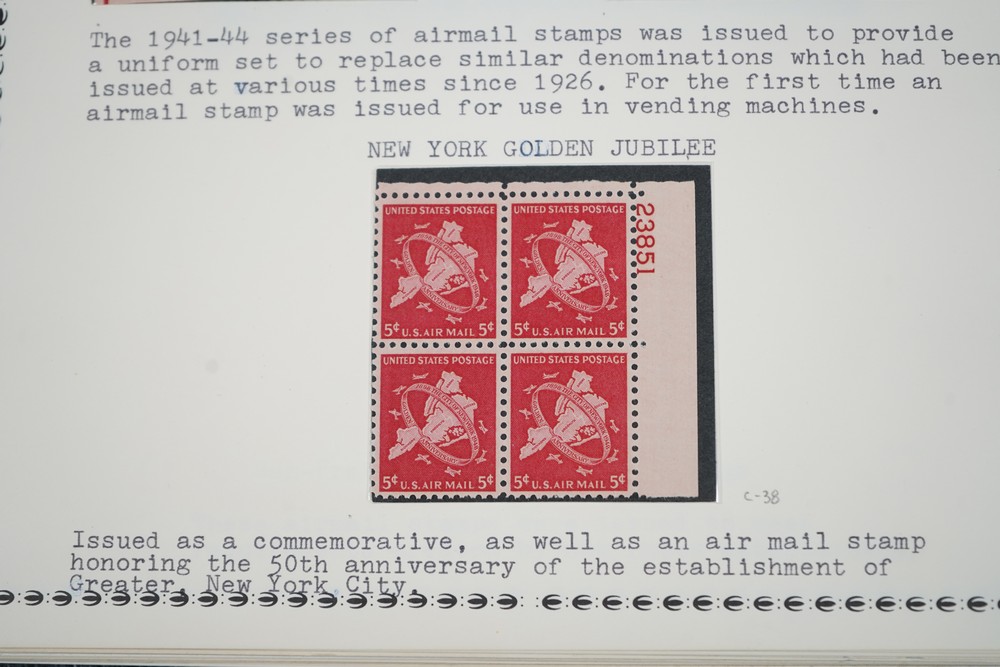 The 1941-44 series of airmail stamps was issued to provide
a uniform set to replace similar denominations which had been
issued at various times since 1926. For the first time an
airmail stamp was issued for use in vending machines.
NEW YORK GOLDEN JUBILEE
UNITED STATES POSTAGE
5¢ U.S. AIR MAIL 5¢
UNITED STATES POSTAGE
5¢ U.S. AIR MAIL 5¢
23851
UNITED STATES POSTAGE
5¢ U.S. AIR MAIL 5¢
UNITED STATES POSTAGE
5¢ U.S. AIR MAIL 5¢
C-38
Issued as a commemorative, as well as an air mail stamp
honoring the 50th anniversary of the establishment of
Greater, New York City.